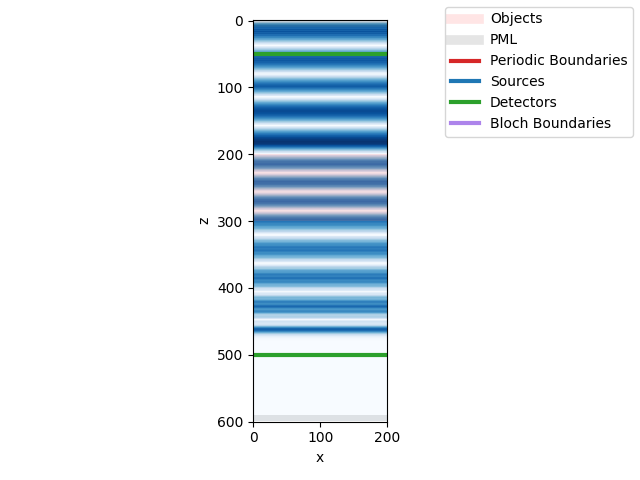 Objects
PML
Periodic Boundaries
Sources
Detectors
Bloch Boundaries
0
100
200
300
400
500
600
z
0 100 200
x